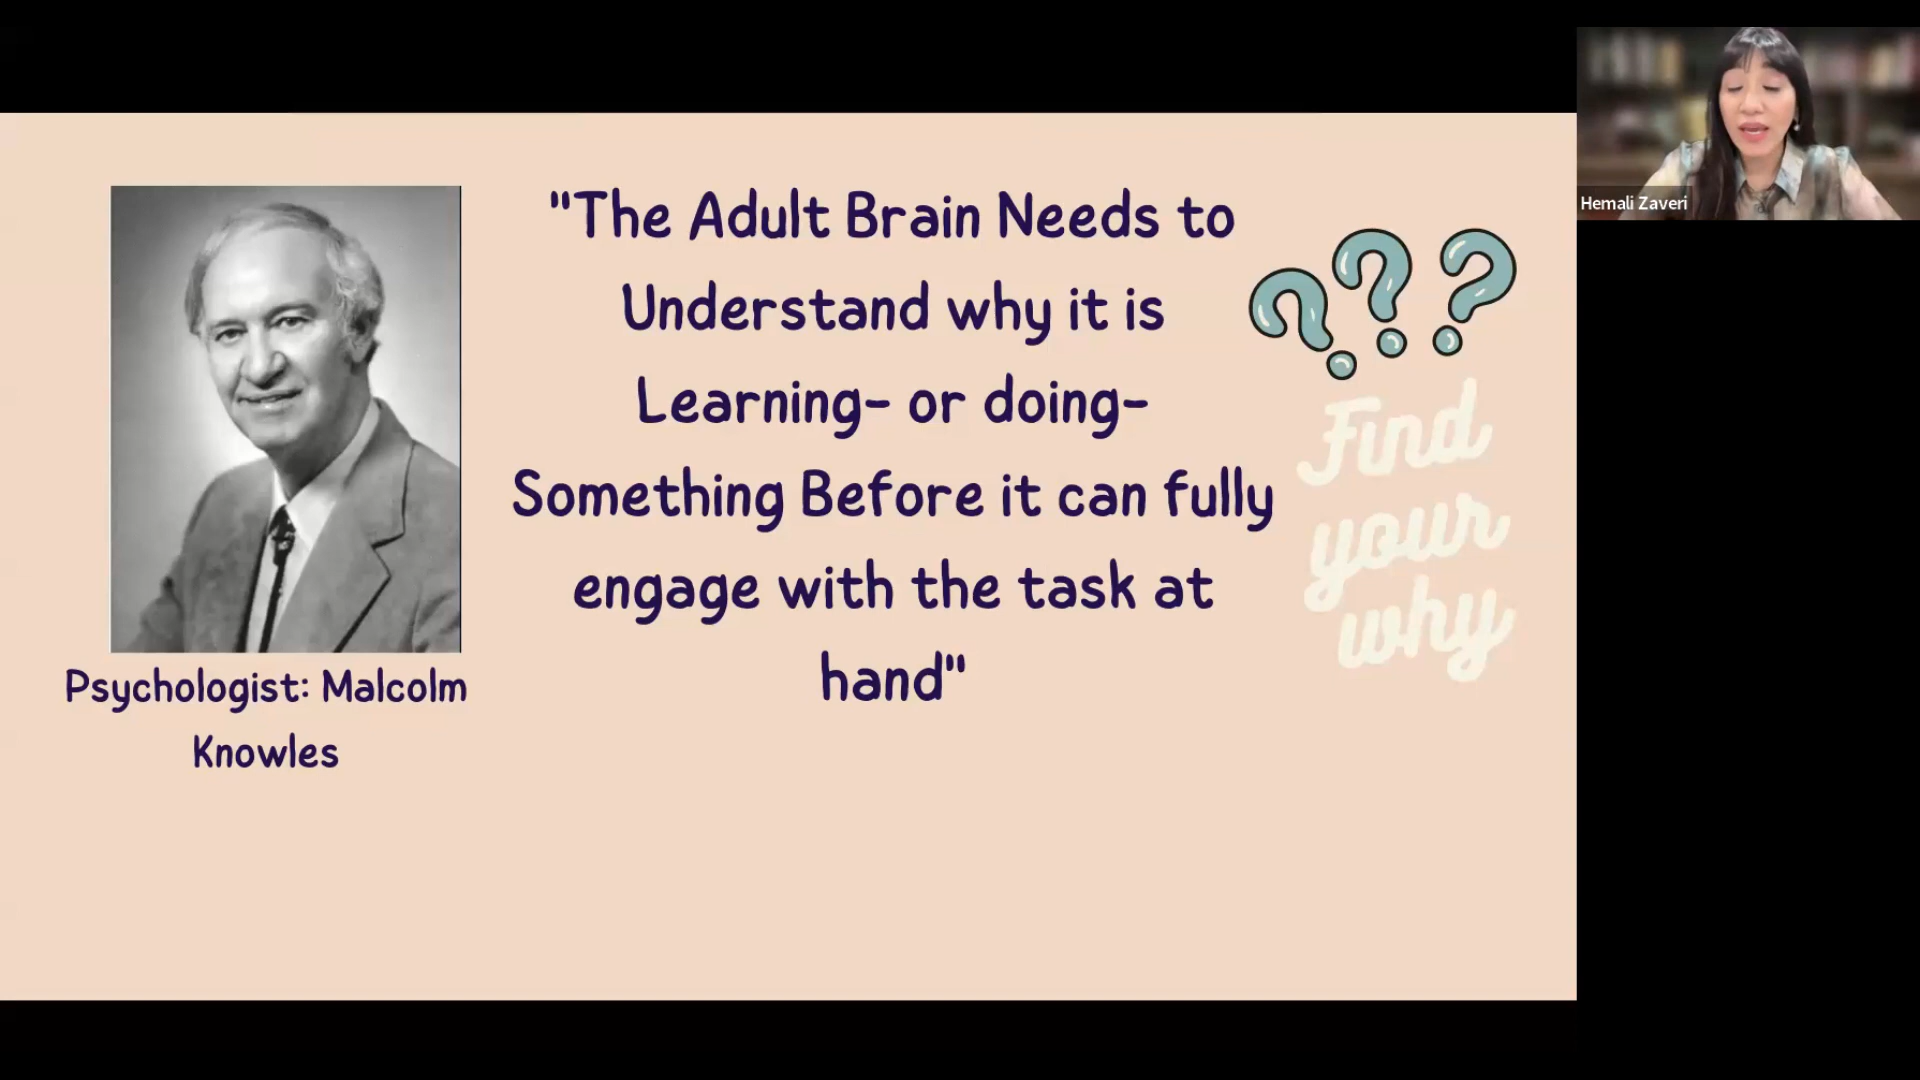 "The Adult Brain Needs to
Understand why it is
Learning- or doing-
Something Before it can fully
engage with the task at
hand"
Find
your
why
Psychologist: Malcolm
Knowles
Hemali Zaveri